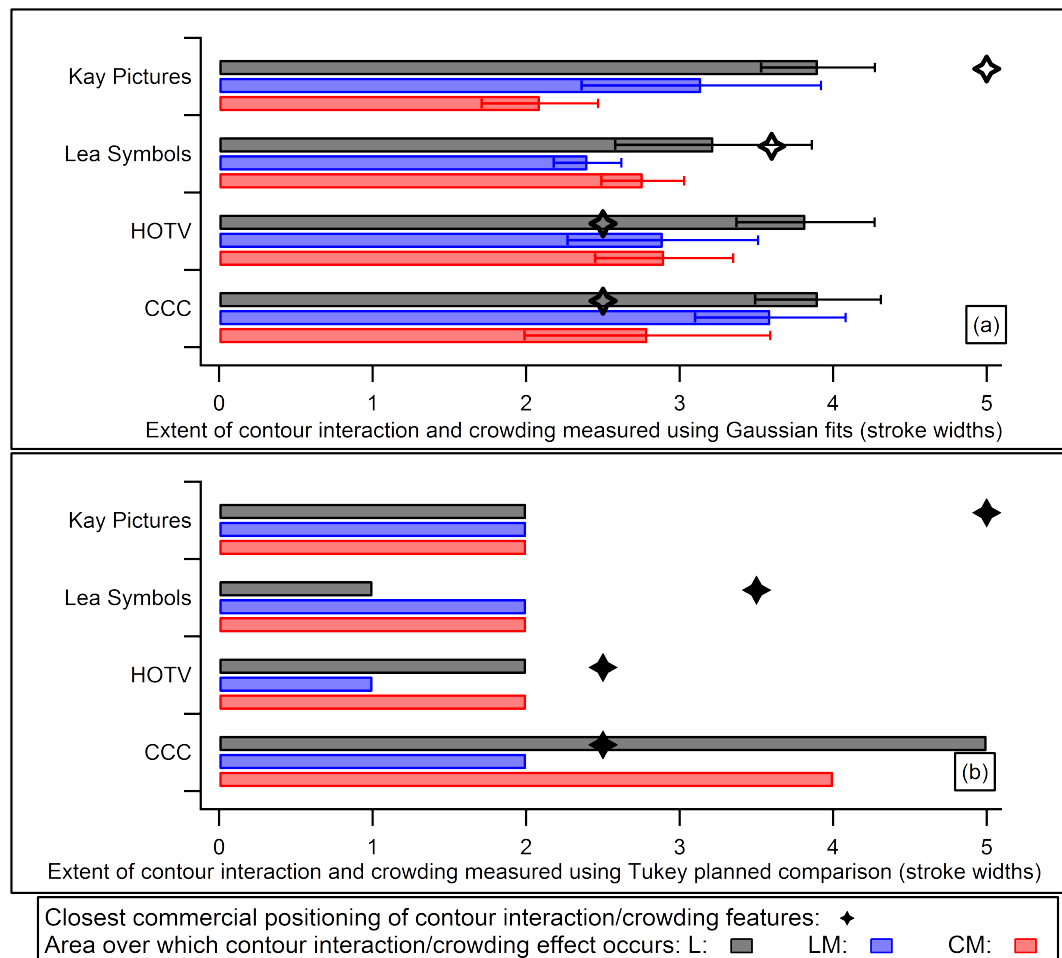 Kay Pictures
Lea Symbols
HOTV
CCC
(a)
0 1 2 3 4 5
Extent of contour interaction and crowding measured using Gaussian fits (stroke widths)
Kay Pictures
Lea Symbols
HOTV
CCC
(b)
0 1 2 3 4 5
Extent of contour interaction and crowding measured using Tukey planned comparison (stroke widths)
Closest commercial positioning of contour interaction/crowding features:
Area over which contour interaction/crowding effect occurs: L: LM: CM: